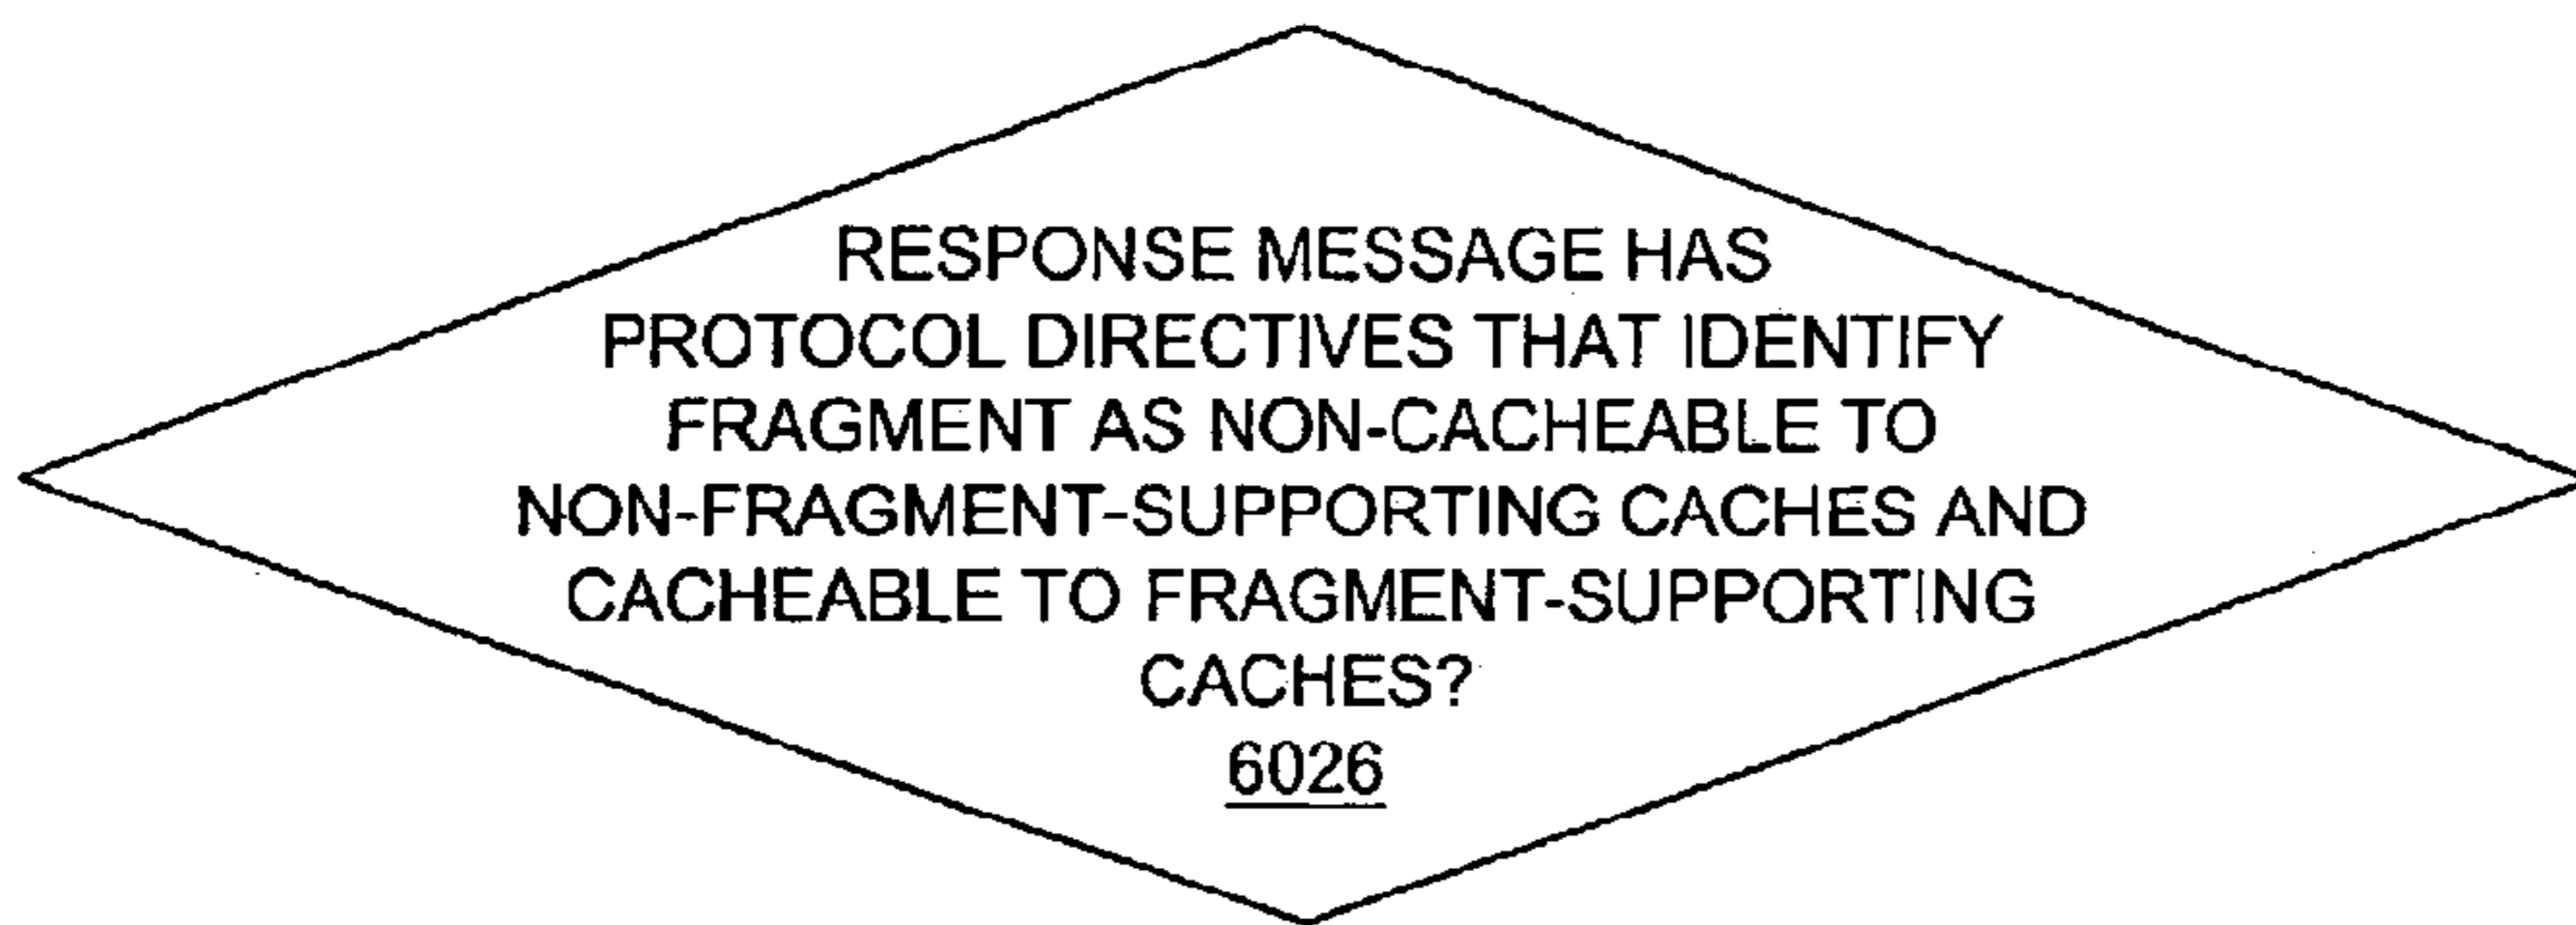 RESPONSE MESSAGE HAS
PROTOCOL DIRECTIVES THAT IDENTIFY
FRAGMENT AS NON-CACHEABLE TO
NON-FRAGMENT-SUPPORTING CACHES AND
CACHEABLE TO FRAGMENT-SUPPORTING
CACHES?
6026